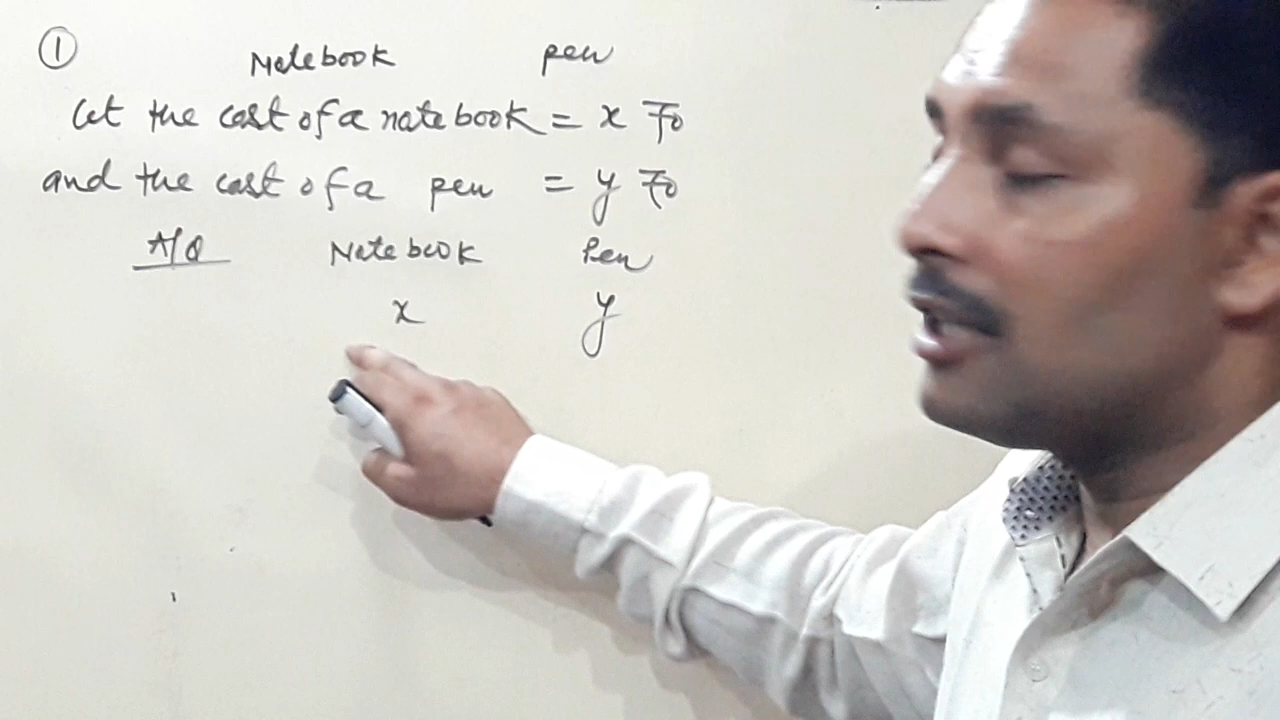 ①
Notebook pen
Let the cost of a notebook = x ₹
and the cost of a pen = y ₹
A/Q Notebook Pen
x y